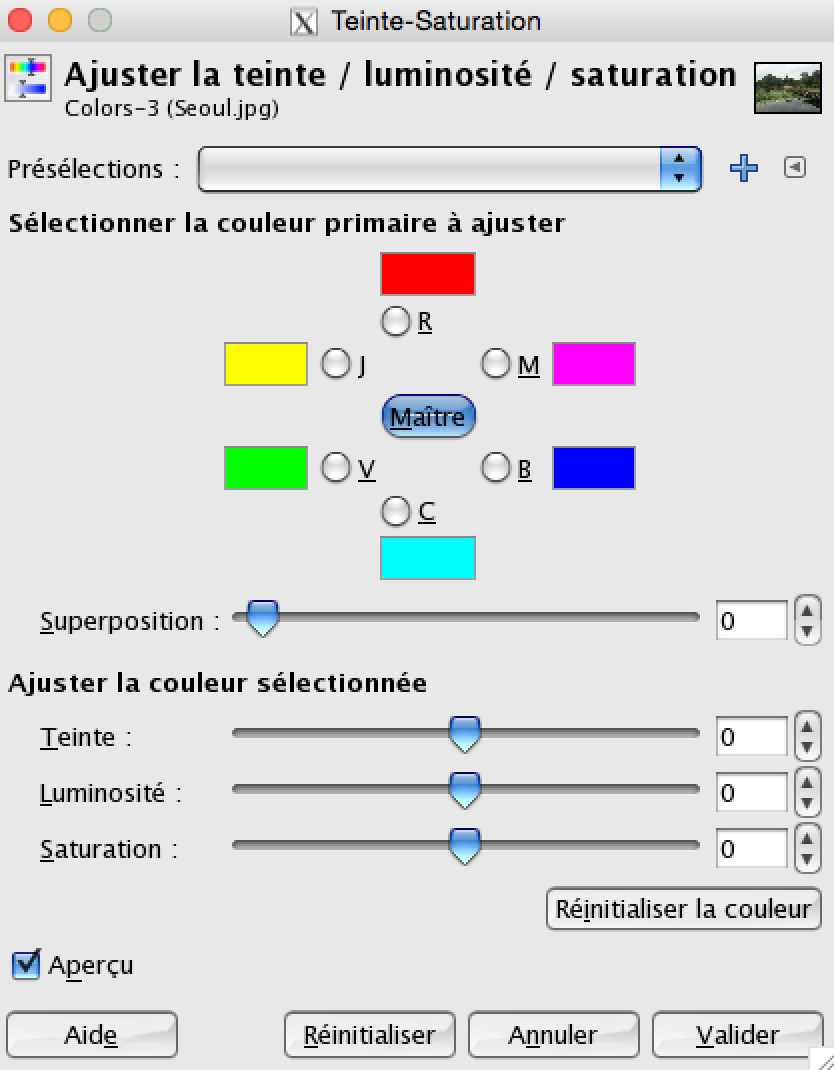 Teinte-Saturation
Ajuster la teinte / luminosité / saturation
Colors-3 (Seoul.jpg)
Présélections :
Sélectionner la couleur primaire à ajuster
R
J
M
Maître
V
B
C
Superposition : 0
Ajuster la couleur sélectionnée
Teinte : 0
Luminosité : 0
Saturation : 0
Réinitialiser la couleur
Aperçu
Aide Réinitialiser Annuler Valider